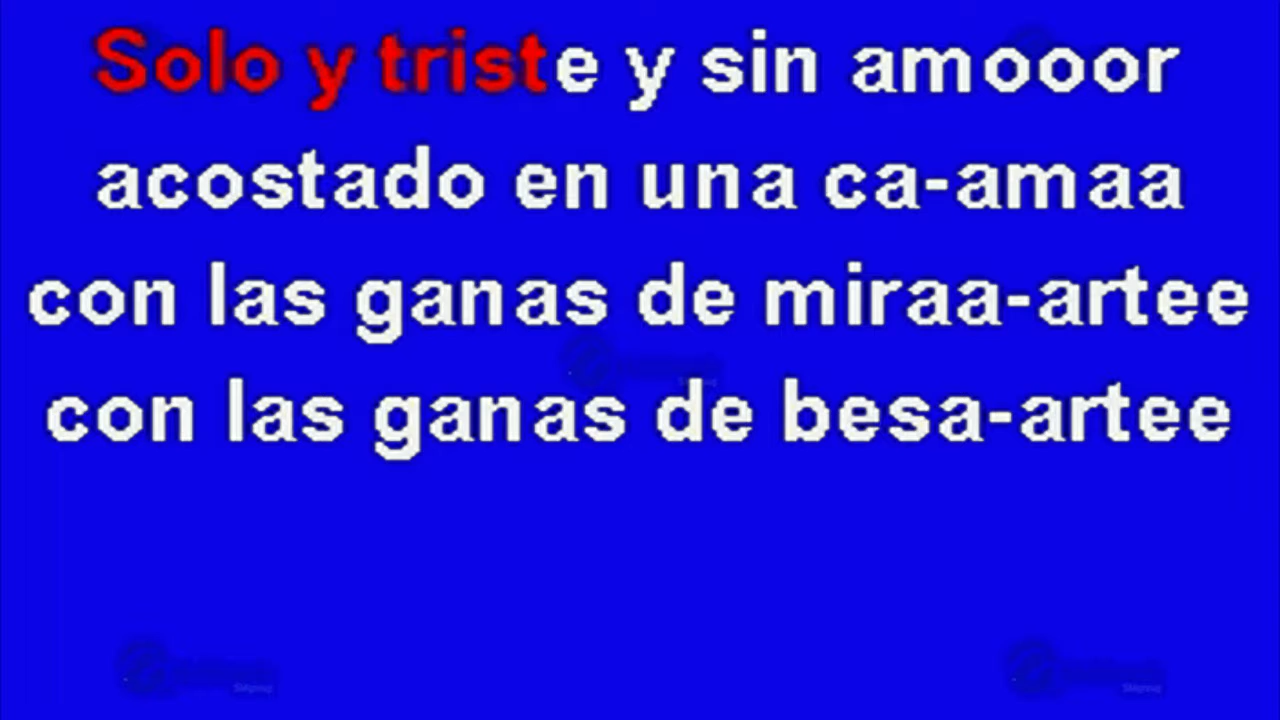 Solo y triste y sin amooor
acostado en una ca-amaa
con las ganas de miraa-artee
con las ganas de besa-artee